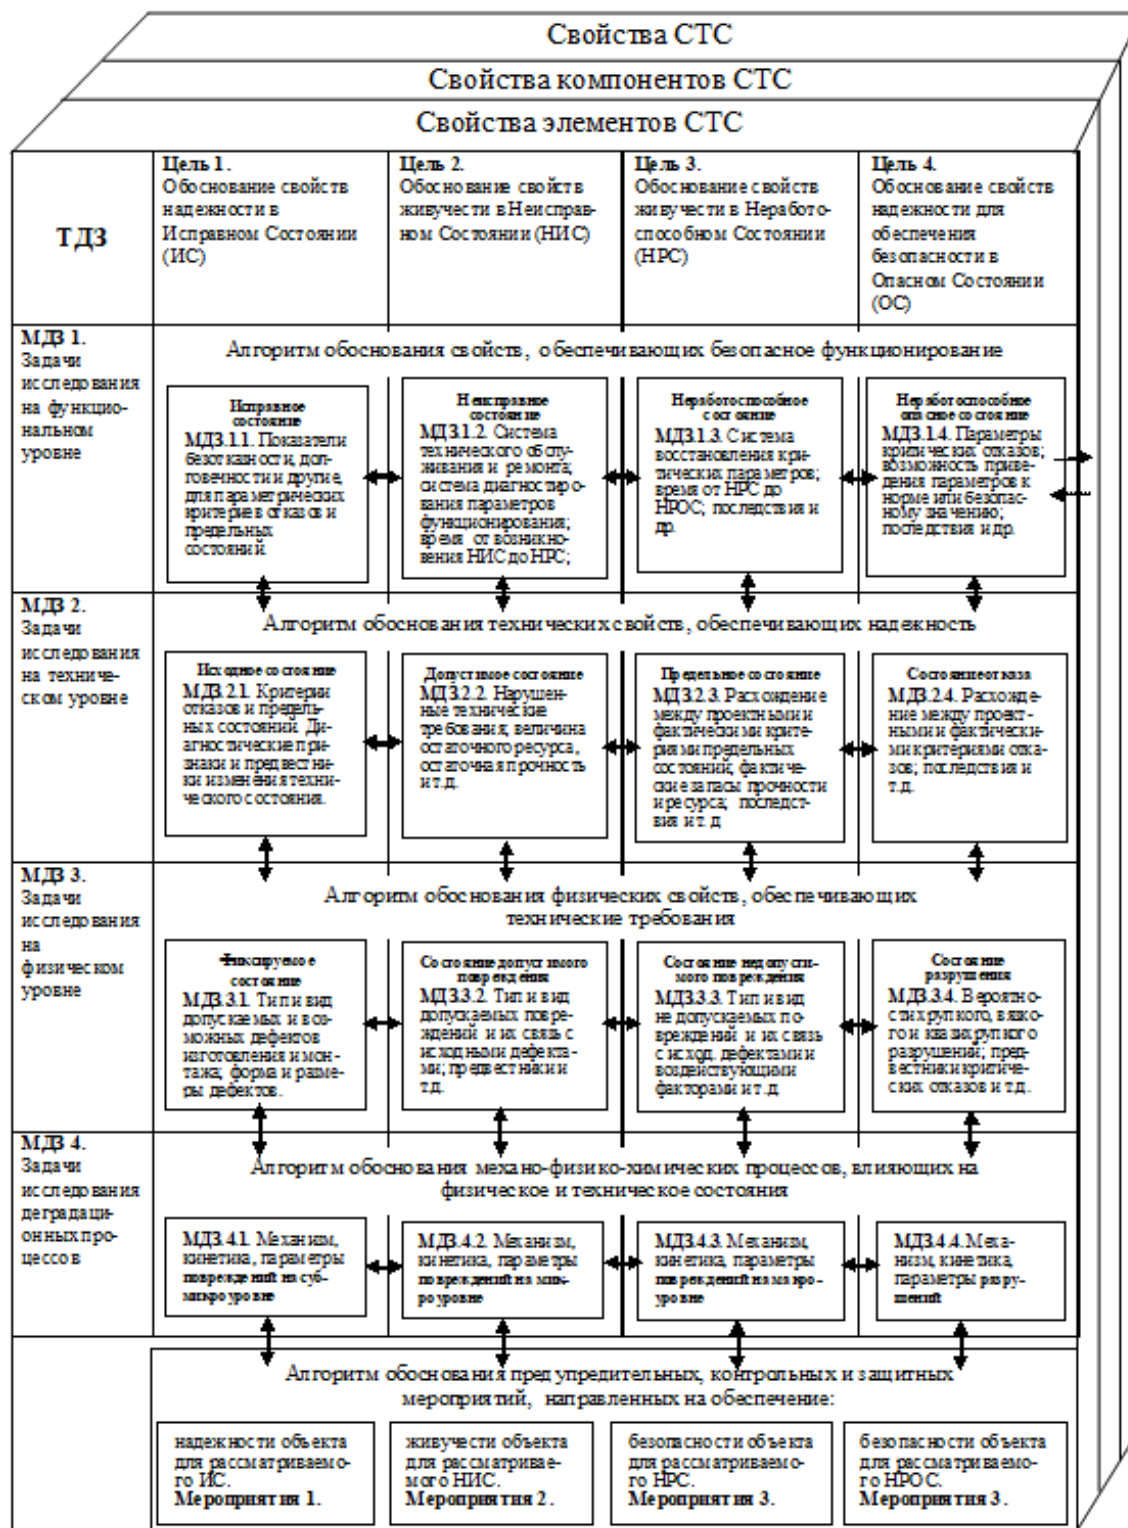 Свойства СТС
Свойства компонентов СТС
Свойства элементов СТС
ТДЗ
Цель 1.
Обоснование свойств
надежности в
Исправном Состоянии
(ИС)
Цель 2.
Обоснование свойств
живучести в Неисправ-
ном Состоянии (НИС)
Цель 3.
Обоснование свойств
живучести в Неработо-
способном Состоянии
(НРС)
Цель 4.
Обоснование свойств
надежности для
обеспечения
безопасности в
Опасном Состоянии
(ОС)
МДЗ 1.
Задачи
исследования
на функцио-
нальном
уровне
Алгоритм обоснования свойств, обеспечивающих безопасное функционирование
Исправное
состояние
МДЗ.1.1. Показатели
безотказности, дол-
говечности и другие,
для параметрических
критериев отказов и
предельных
состояний.
Неисправное
состояние
МДЗ.1.2. Система
технического обслу-
живания и ремонта;
система диагностиро-
вания параметров
функционирования;
время от возникно-
вения НИС до НРС;
Неработоспособное
состояние
МДЗ.1.3. Система
восстановления кри-
тических параметров;
время от НРС до
НРОС; последствия и
др.
Неработоспособное
опасное состояние
МДЗ.1.4. Параметры
критических отказов;
возможность приве-
дения параметров к
норме или безопас-
ному значению;
последствия и др.
МДЗ 2.
Задачи
исследования
на техниче-
ском уровне
Алгоритм обоснования технических свойств, обеспечивающих надежность
Исходное состояние
МДЗ.2.1. Критерии
отказов и предель-
ных состояний. Ди-
агностические при-
знаки и предвестни-
ки изменения техни-
ческого состояния.
Допустимое состояние
МДЗ.2.2. Нарушен-
ные технические
требования; величина
остаточного ресурса,
остаточная прочность
и т.д.
Предельное состояние
МДЗ.2.3. Расхождение
между проектными и
фактическими крите-
риями предельных
состояний; фактиче-
ские запасы прочности
и ресурса; последст-
вия и т. д
Состояние отказа
МДЗ.2.4. Расхожде-
ние между проект-
ными и фактически-
ми критериями отка-
зов; последствия и
т.д.
МДЗ 3.
Задачи
исследования
на
физическом
уровне
Алгоритм обоснования физических свойств, обеспечивающих
технические требования
Фиксируемое
состояние
МДЗ.3.1. Тип и вид
допускаемых и воз-
можных дефектов
изготовления и мон-
тажа; форма и разме-
ры дефектов.
Состояние допустимого
повреждения
МДЗ.3.2. Тип и вид
допускаемых повре-
ждений и их связь с
исходными дефекта-
ми; предвестники и
т.д.
Состояние недопусти-
мого повреждения
МДЗ.3.3. Тип и вид
не допускаемых по-
вреждений и их связь
с исход. дефектами и
воздействующими
факторами и т.д.
Состояние
разрушения
МДЗ.3.4. Вероятно-
сти хрупкого, вязко-
го и квазихрупкого
разрушений; пред-
вестники критиче-
ских отказов и т.д.
МДЗ 4.
Задачи
исследования
деградаци-
онных про-
цессов
Алгоритм обоснования механо-физико-химических процессов, влияющих на
физическое и техническое состояния
МДЗ.4.1. Механизм,
кинетика, параметры
повреждений на суб-
микроуровне
МДЗ.4.2. Механизм,
кинетика, параметры
повреждений на мик-
роуровне
МДЗ.4.3. Механизм,
кинетика, параметры
повреждений на макро-
уровне
МДЗ.4.4. Меха-
низм, кинетика,
параметры разру-
шений
Алгоритм обоснования предупредительных, контрольных и защитных
мероприятий, направленных на обеспечение:
надежности объекта
для рассматриваемо-
го ИС.
Мероприятия 1.
живучести объекта
для рассматривае-
мого НИС.
Мероприятия 2.
безопасности объекта
для рассматриваемо-
го НРС.
Мероприятия 3.
безопасности объекта
для рассматриваемо-
го НРОС.
Мероприятия 3.